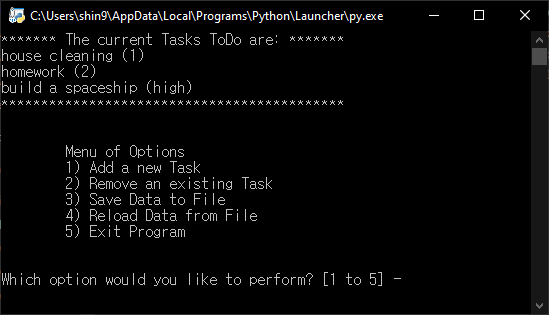 C:\Users\shin9\AppData\Local\Programs\Python\Launcher\py.exe
******* The current Tasks ToDo are: *******
house cleaning (1)
homework (2)
build a spaceship (high)
*******************************************
Menu of Options
1) Add a new Task
2) Remove an existing Task
3) Save Data to File
4) Reload Data from File
5) Exit Program
Which option would you like to perform? [1 to 5] -